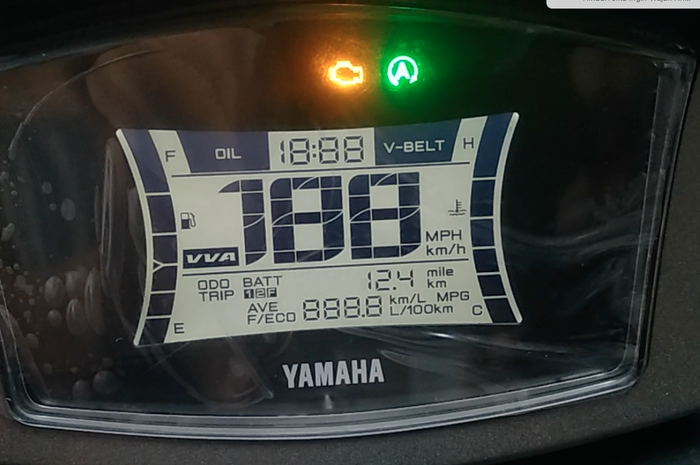 F OIL 18:88 V-BELT H
188
VVA MPH
km/h
ODO BATT 12.4 mile
TRIP 12F km
AVE 888.8 km/L MPG
E F/ECO L/100km C
YAMAHA